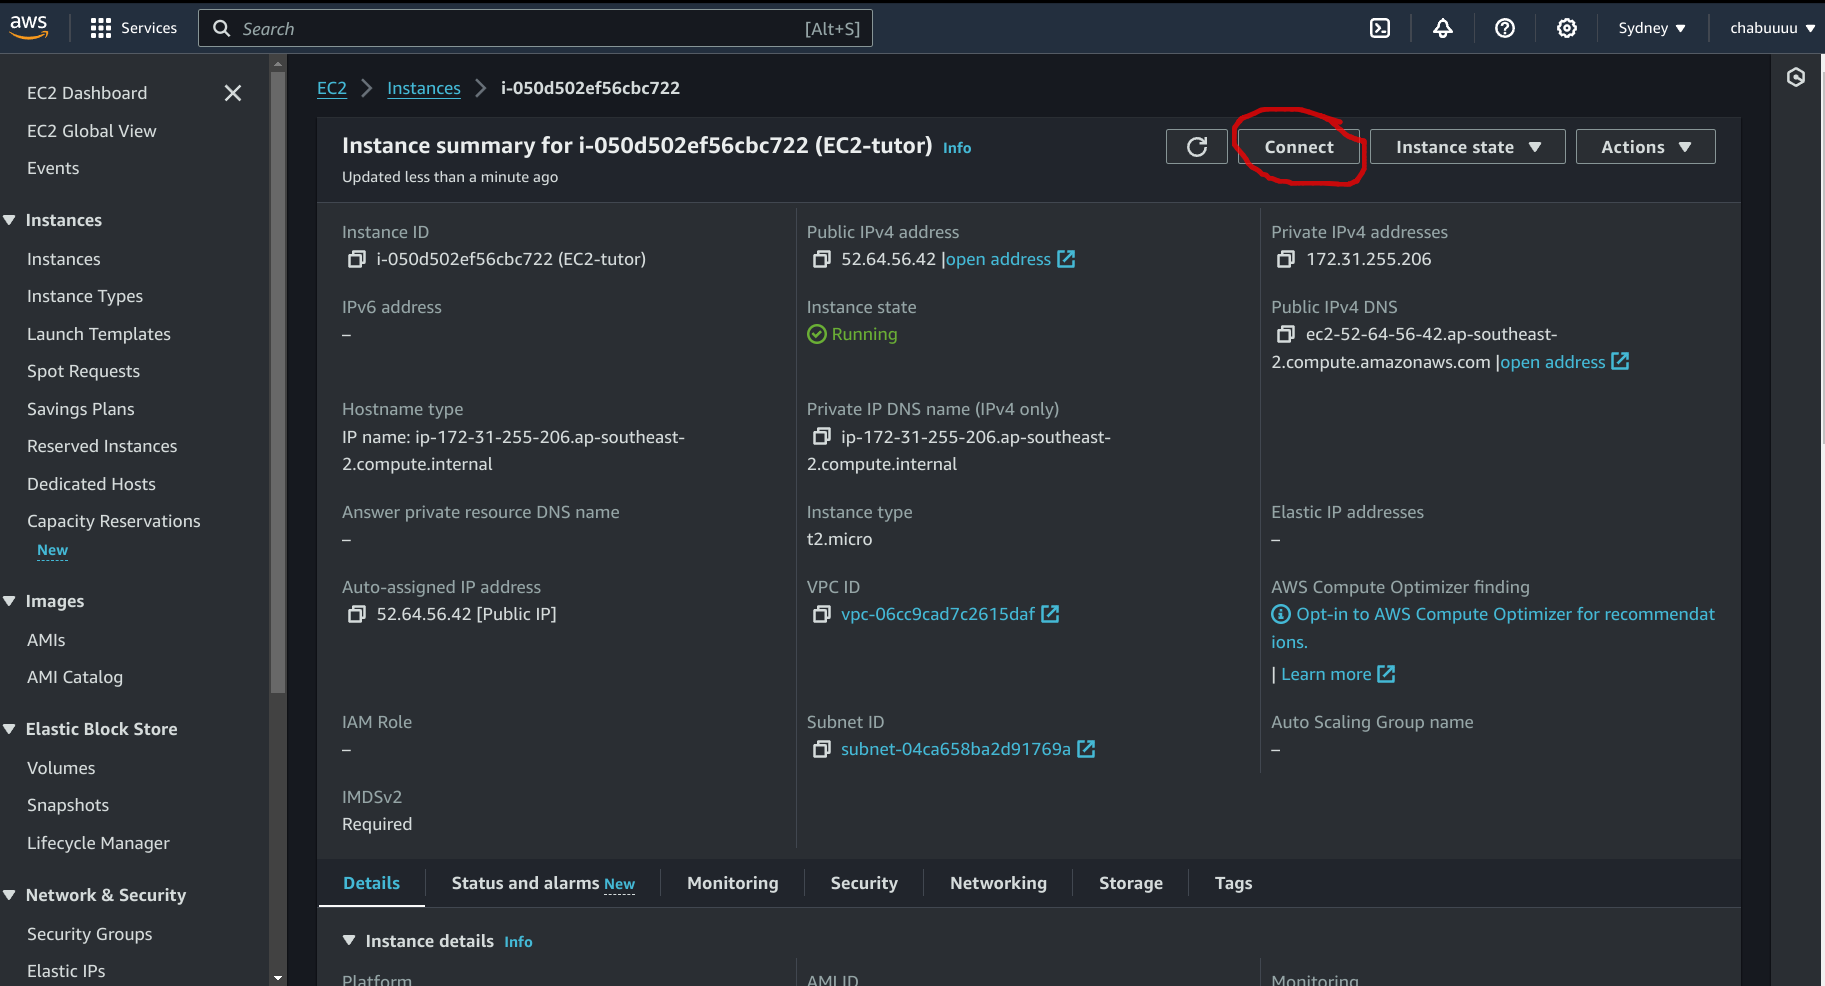 aws
Services
Search
[Alt+S]
Sydney
chabuuuu
EC2 Dashboard
EC2 Global View
Events
Instances
Instances
Instance Types
Launch Templates
Spot Requests
Savings Plans
Reserved Instances
Dedicated Hosts
Capacity Reservations
New
Images
AMIs
AMI Catalog
Elastic Block Store
Volumes
Snapshots
Lifecycle Manager
Network & Security
Security Groups
Elastic IPs
EC2 Instances i-050d502ef56cbc722
Instance summary for i-050d502ef56cbc722 (EC2-tutor) Info
Updated less than a minute ago
Connect
Instance state
Actions
Instance ID
i-050d502ef56cbc722 (EC2-tutor)
Public IPv4 address
52.64.56.42 |open address
Private IPv4 addresses
172.31.255.206
IPv6 address
–
Instance state
Running
Public IPv4 DNS
ec2-52-64-56-42.ap-southeast-
2.compute.amazonaws.com |open address
Hostname type
IP name: ip-172-31-255-206.ap-southeast-
2.compute.internal
Private IP DNS name (IPv4 only)
ip-172-31-255-206.ap-southeast-
2.compute.internal
Answer private resource DNS name
–
Instance type
t2.micro
Elastic IP addresses
–
Auto-assigned IP address
52.64.56.42 [Public IP]
VPC ID
vpc-06cc9cad7c2615daf
AWS Compute Optimizer finding
Opt-in to AWS Compute Optimizer for recommendat
ions.
| Learn more
IAM Role
–
Subnet ID
subnet-04ca658ba2d91769a
Auto Scaling Group name
–
IMDSv2
Required
Details
Status and alarms New
Monitoring
Security
Networking
Storage
Tags
Instance details Info
Platform
AMI ID
Monitoring